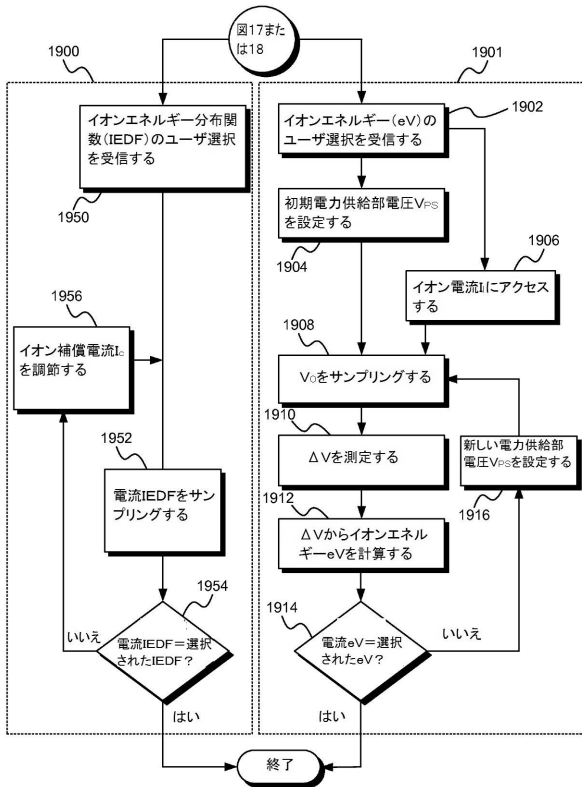 図17また
は18
1900
1901
イオンエネルギー分布関
数(IEDF)のユーザ選択
を受信する
1950
イオンエネルギー(eV)の
ユーザ選択を受信する
1902
初期電力供給部電圧VPS
を設定する
1904
1906
イオン電流IIにアクセス
する
1956
イオン補償電流IC
を調節する
1908
VOをサンプリングする
1910
ΔVを測定する
新しい電力供給部
電圧VPSを設定する
1916
1952
電流IEDFをサ
ンプリングする
1912
ΔVからイオンエネル
ギーeVを計算する
1954
電流IEDF=選択
されたIEDF?
いいえ
はい
1914
電流eV=選択
されたeV?
いいえ
はい
終了